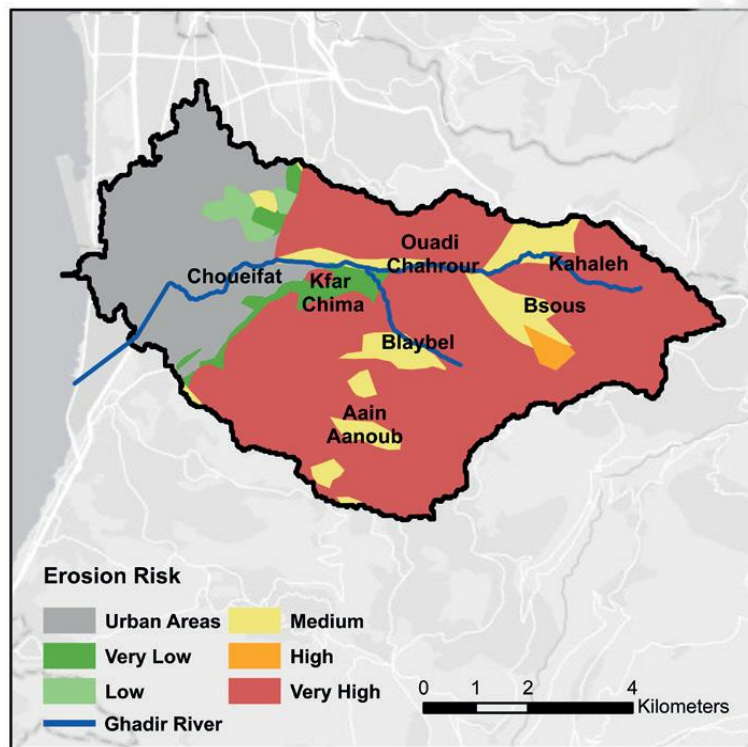 Ouadi
Chahrour
Kahaleh
Choueifat
Kfar
Chima
Bsous
Blaybel
Aain
Aanoub
Erosion Risk
Urban Areas
Medium
Very Low
High
Low
Very High
Ghadir River
0 1 2 4
Kilometers